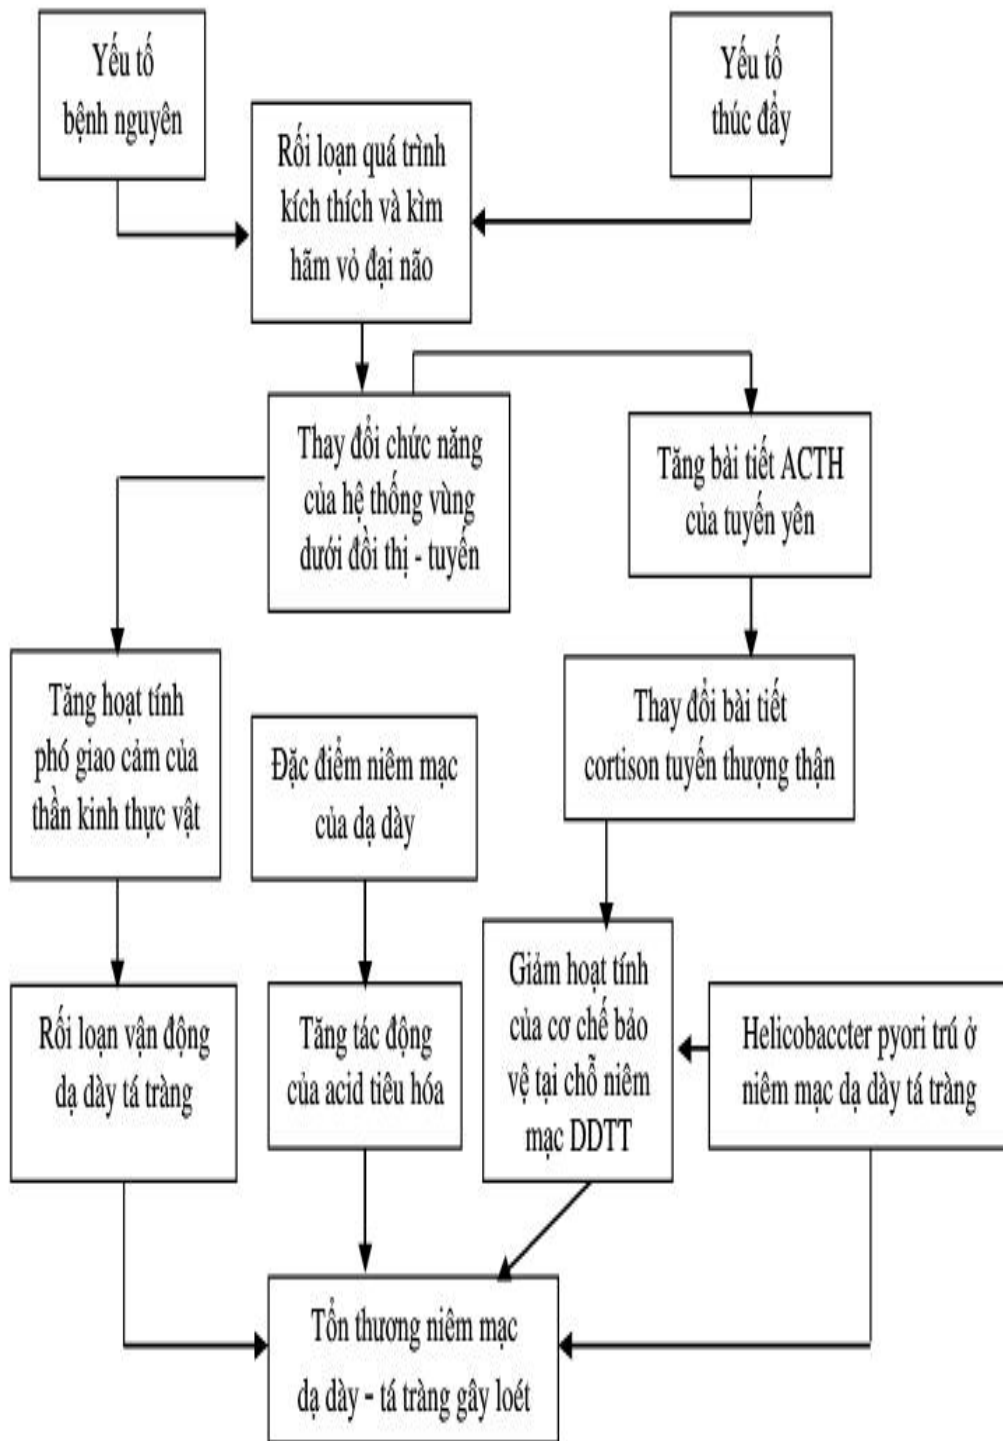 Yếu tố
bệnh nguyên
Yếu tố
thúc đẩy
Rối loạn quá trình
kích thích và kìm
hãm vỏ đại não
Thay đổi chức năng
của hệ thống vùng
dưới đồi thị - tuyến
Tăng bài tiết ACTH
của tuyến yên
Tăng hoạt tính
phó giao cảm của
thần kinh thực vật
Đặc điểm niêm mạc
của dạ dày
Thay đổi bài tiết
cortison tuyến thượng thận
Rối loạn vận động
dạ dày tá tràng
Tăng tác động
của acid tiêu hóa
Giảm hoạt tính
của cơ chế bảo
vệ tại chỗ niêm
mạc DDTT
Helicobaccter pyori trú ở
niêm mạc dạ dày tá tràng
Tổn thương niêm mạc
dạ dày - tá tràng gây loét